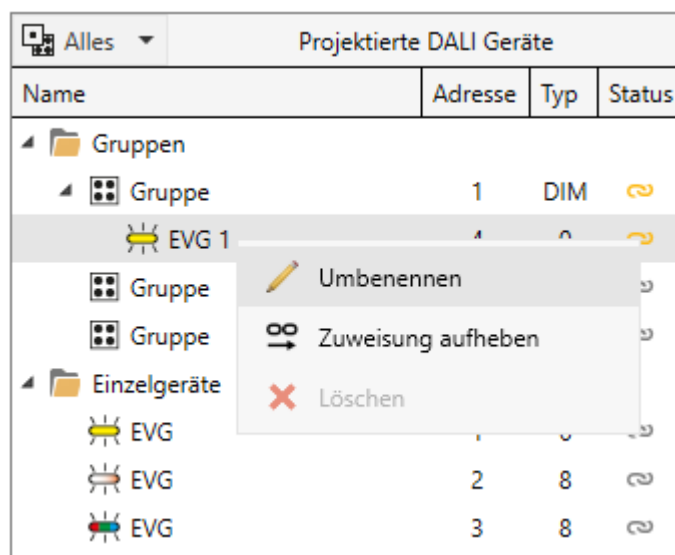 Alles Projektierte DALI Geräte
Name Adresse Typ Status
Gruppen
Gruppe 1 DIM
EVG 1
Gruppe
Umbenennen
Gruppe
Zuweisung aufheben
Einzelgeräte
Löschen
EVG
EVG 2 8
EVG 3 8